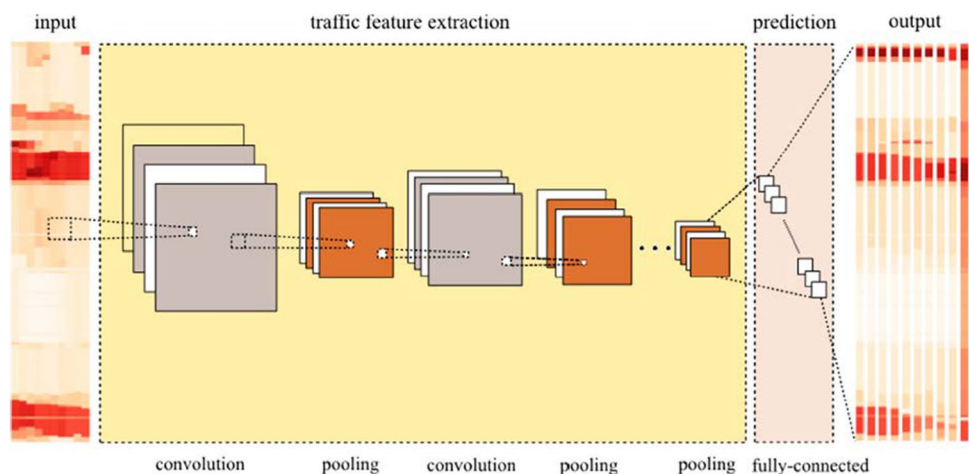 input traffic feature extraction prediction output
convolution pooling convolution pooling pooling fully-connected